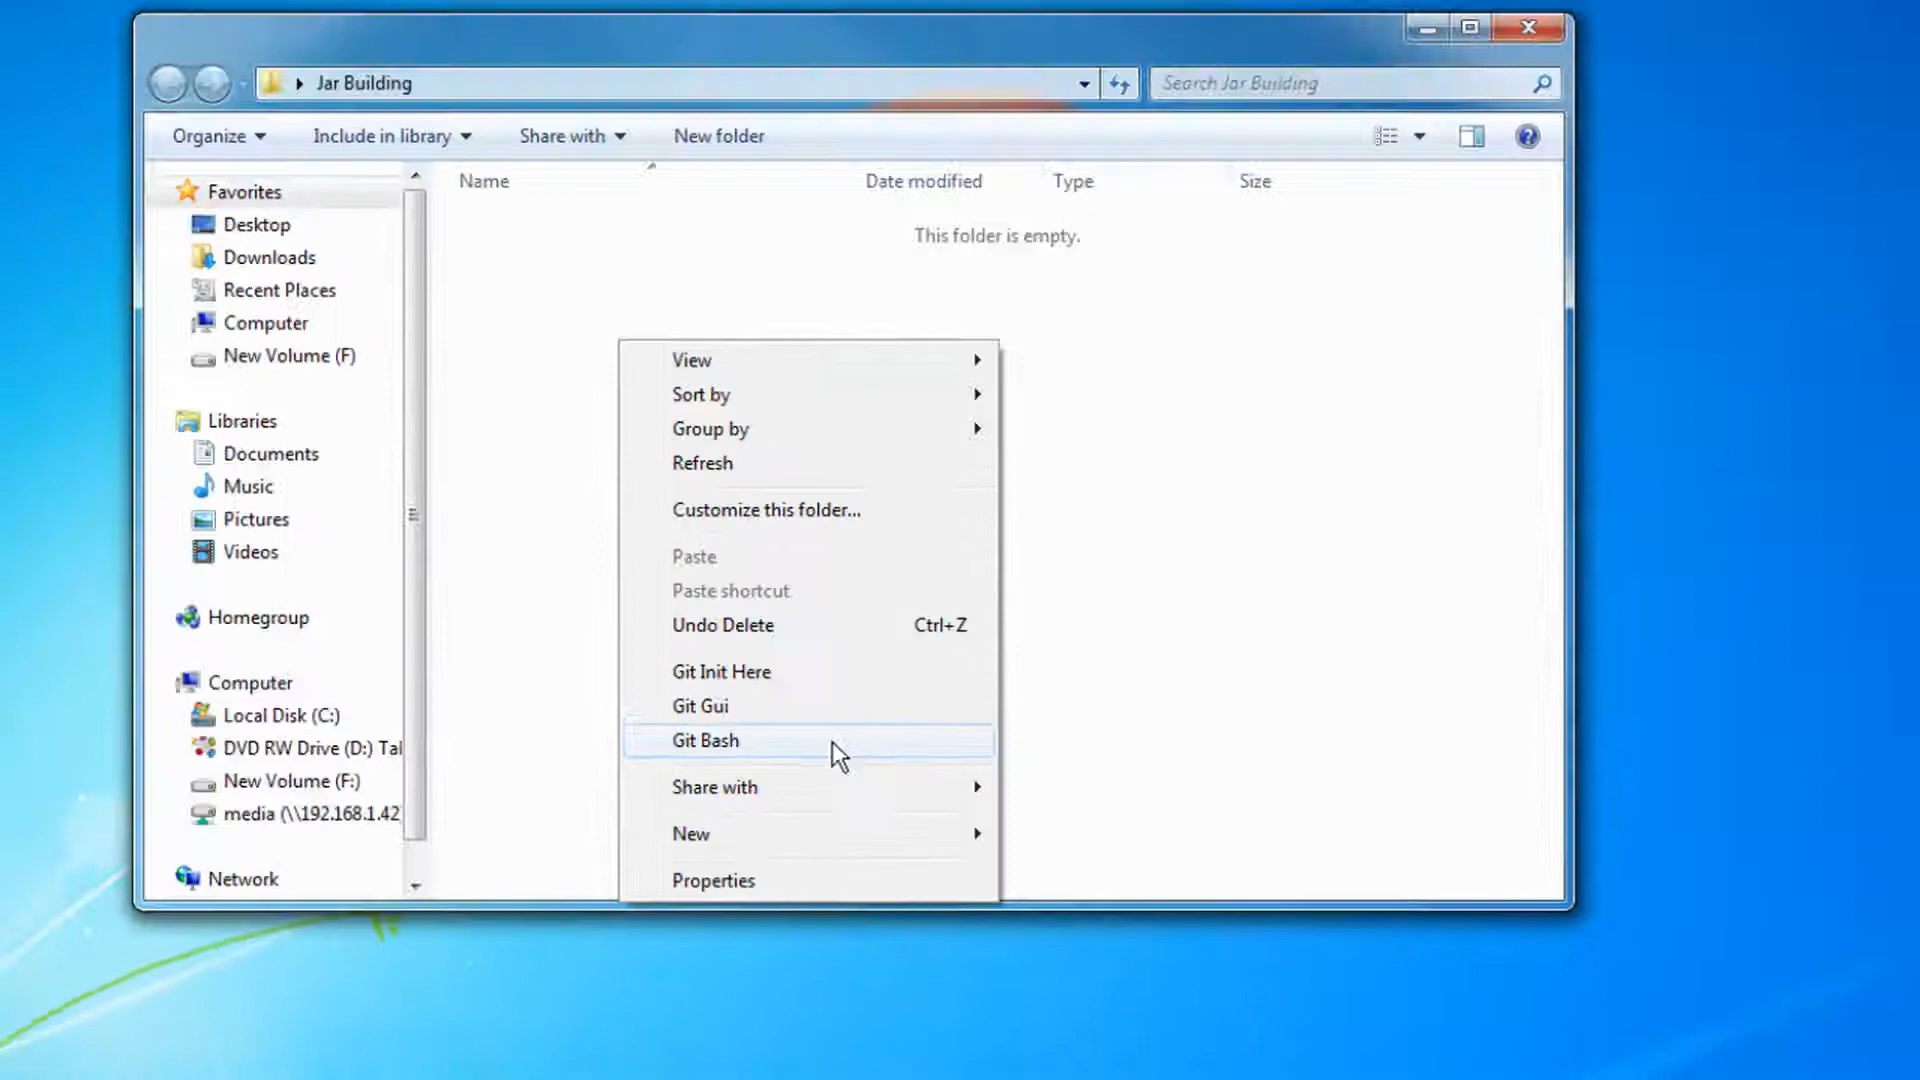 Jar Building
Search Jar Building
Organize
Include in library
Share with
New folder
Name
Date modified
Type
Size
This folder is empty.
Favorites
Desktop
Downloads
Recent Places
Computer
New Volume (F)
Libraries
Documents
Music
Pictures
Videos
Homegroup
Computer
Local Disk (C:)
DVD RW Drive (D:) Tal
New Volume (F:)
media (\\192.168.1.42)
Network
View
Sort by
Group by
Refresh
Customize this folder...
Paste
Paste shortcut
Undo Delete Ctrl+Z
Git Init Here
Git Gui
Git Bash
Share with
New
Properties